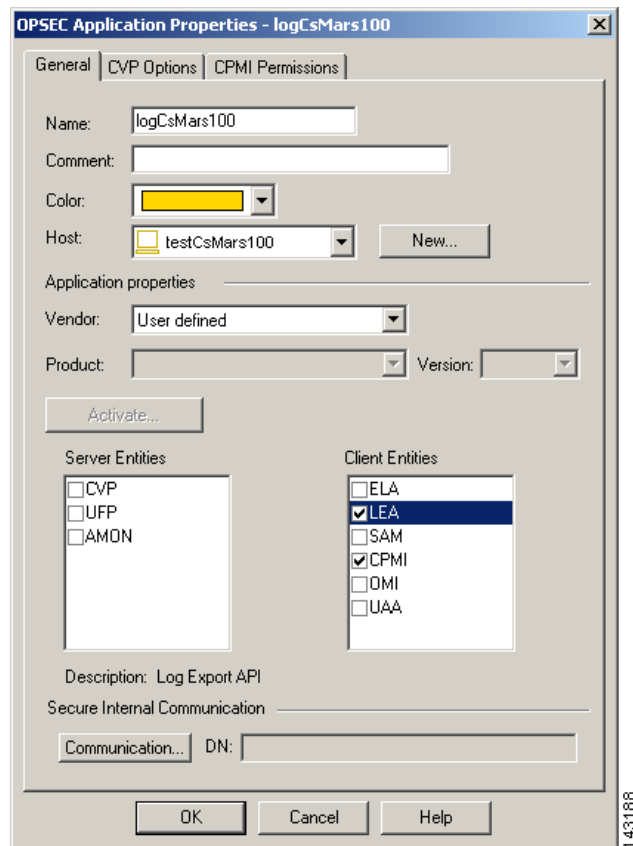 OPSEC Application Properties - logCsMars100
General CVP Options CPMI Permissions
Name: logCsMars100
Comment:
Color:
Host: testCsMars100 New...
Application properties
Vendor: User defined
Product: Version:
Activate...
Server Entities Client Entities
CVP ELA
UFP LEA
AMON SAM
CPMI
OMI
UAA
Description: Log Export API
Secure Internal Communication
Communication... DN:
OK Cancel Help
143188